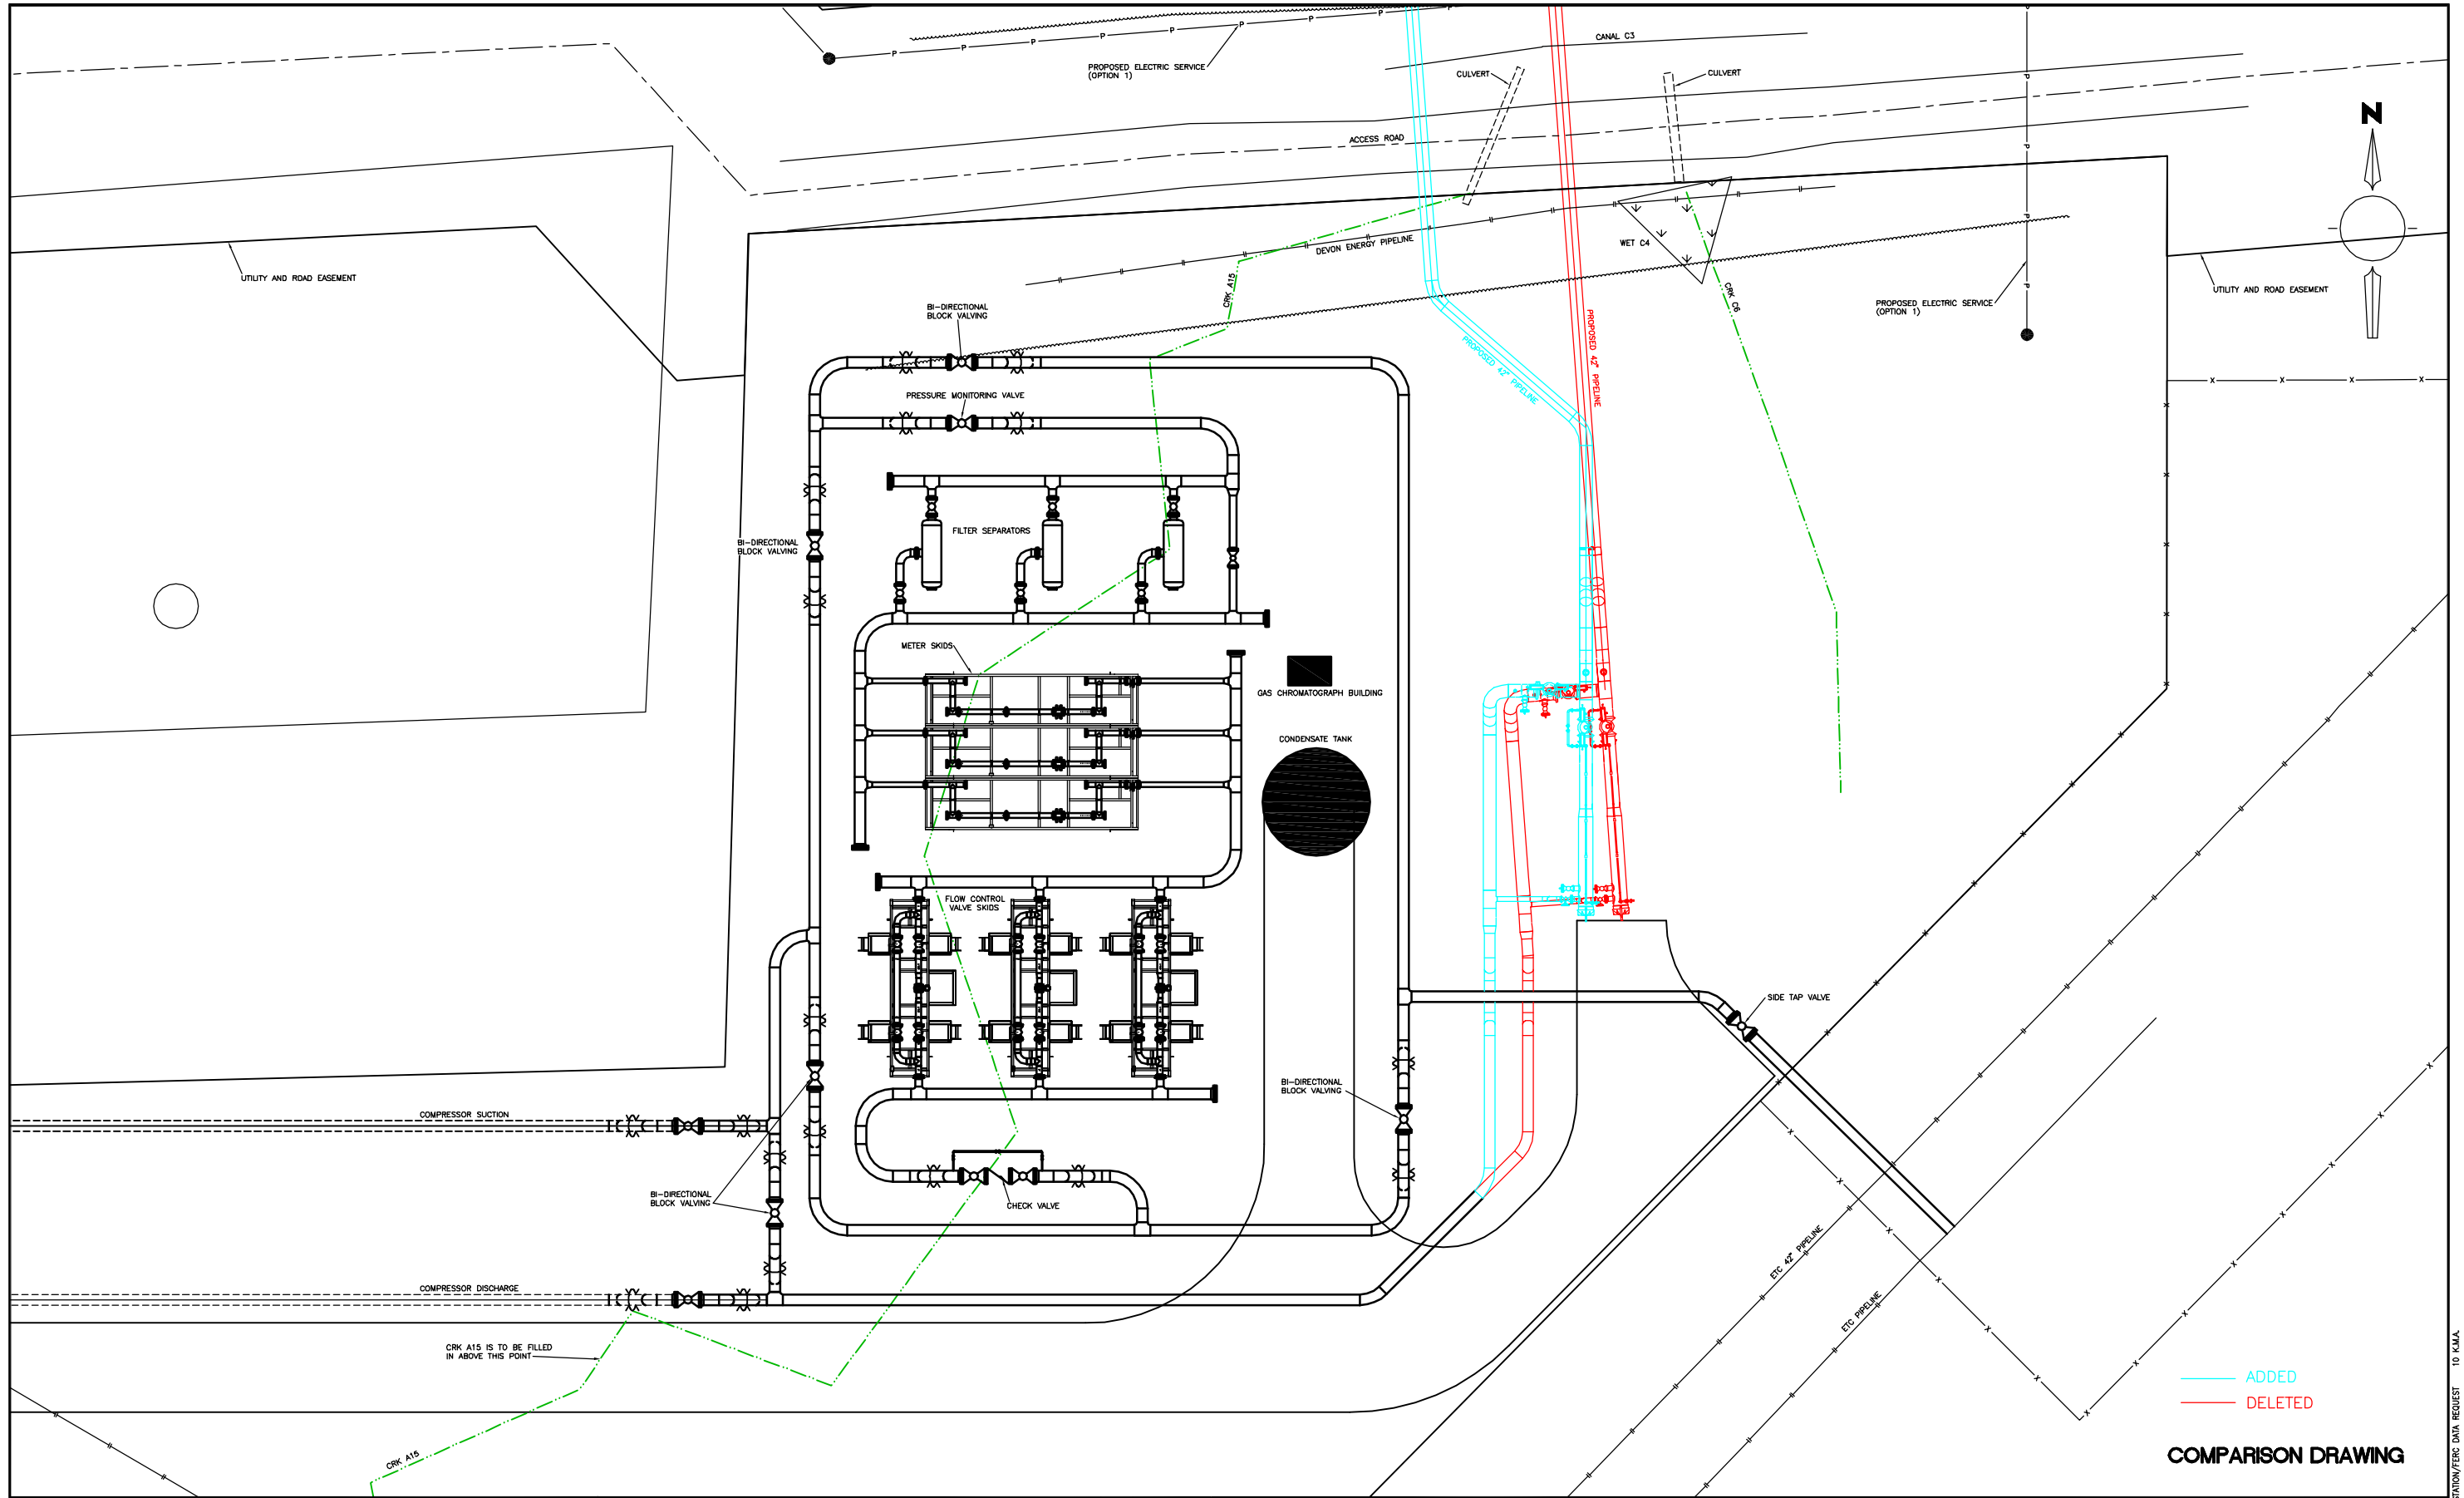 CANAL C3
PROPOSED ELECTRIC SERVICE
(OPTION 1)
CULVERT
CULVERT
N
ACCESS ROAD
DEVON ENERGY PIPELINE
WET C4
UTILITY AND ROAD EASEMENT
CRK A15
CRK C6
UTILITY AND ROAD EASEMENT
PROPOSED ELECTRIC SERVICE
(OPTION 1)
BI-DIRECTIONAL
BLOCK VALVING
PROPOSED 42" PIPELINE
PROPOSED 42" PIPELINE
PRESSURE MONITORING VALVE
FILTER SEPARATORS
BI-DIRECTIONAL
BLOCK VALVING
METER SKIDS
GAS CHROMATOGRAPH BUILDING
CONDENSATE TANK
FLOW CONTROL
VALVE SKIDS
SIDE TAP VALVE
BI-DIRECTIONAL
BLOCK VALVING
COMPRESSOR SUCTION
BI-DIRECTIONAL
BLOCK VALVING
CHECK VALVE
ETC 42" PIPELINE
COMPRESSOR DISCHARGE
ETC PIPELINE
CRK A15 IS TO BE FILLED
IN ABOVE THIS POINT
CRK A15
ADDED
DELETED
COMPARISON DRAWING
STATION/FERC DATA REQUEST 10 K.M.A.